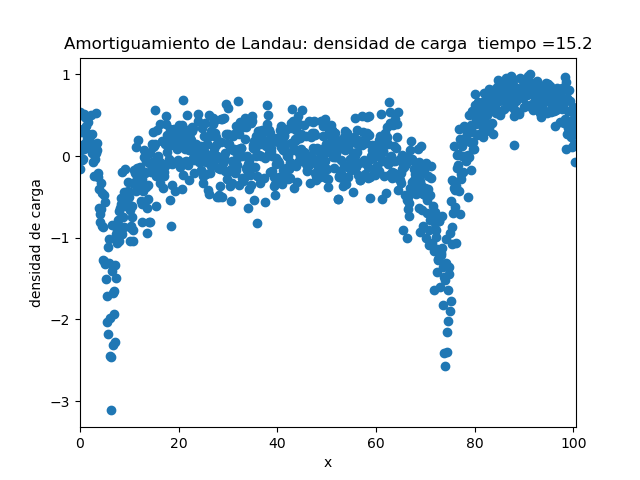 Amortiguamiento de Landau: densidad de carga  tiempo =15.2
1
0
−1
−2
−3
densidad de carga
0 20 40 60 80 100
x